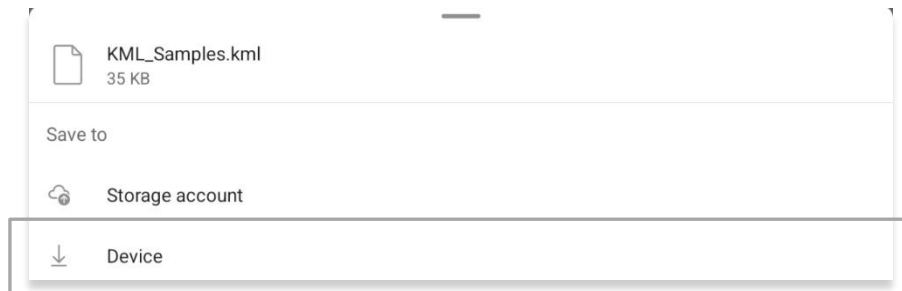 KML_Samples.kml
35 KB
Save to
Storage account
Device